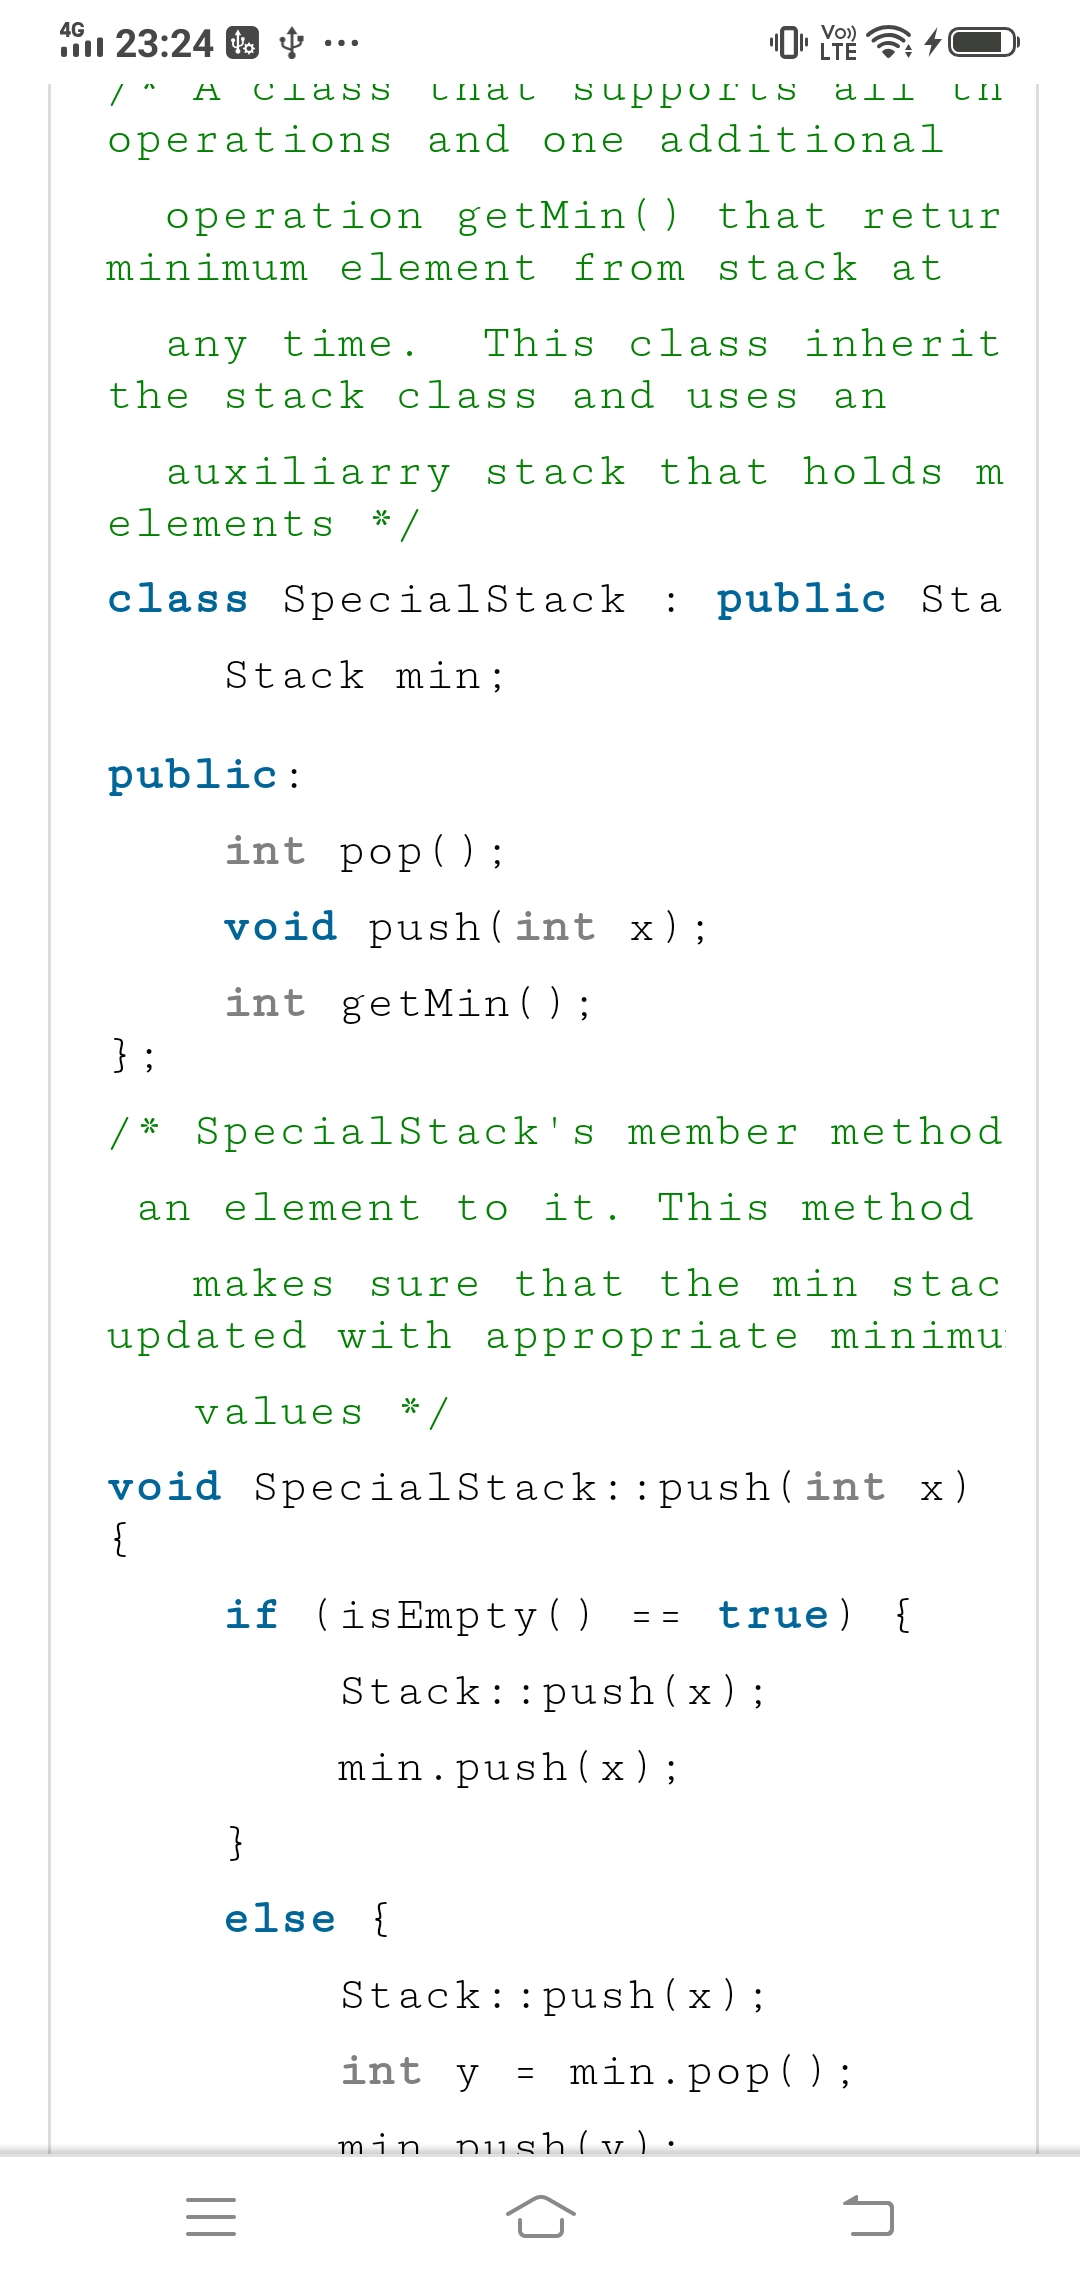 4G 23:24 Vo)) LTE
/* A class that supports all th
operations and one additional
operation getMin() that retur
minimum element from stack at
any time.  This class inherit
the stack class and uses an
auxiliarry stack that holds m
elements */
class SpecialStack : public Sta
Stack min;
public:
int pop();
void push(int x);
int getMin();
};
/* SpecialStack's member method
an element to it. This method
makes sure that the min stac
updated with appropriate minimu
values */
void SpecialStack::push(int x)
{
if (isEmpty() == true) {
Stack::push(x);
min.push(x);
}
else {
Stack::push(x);
int y = min.pop();
min.push(y);